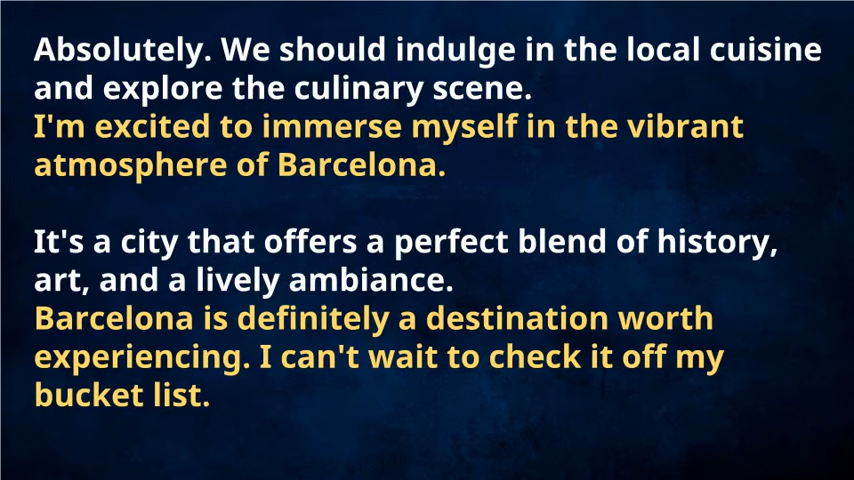 Absolutely. We should indulge in the local cuisine
and explore the culinary scene.
I'm excited to immerse myself in the vibrant
atmosphere of Barcelona.
It's a city that offers a perfect blend of history,
art, and a lively ambiance.
Barcelona is definitely a destination worth
experiencing. I can't wait to check it off my
bucket list.